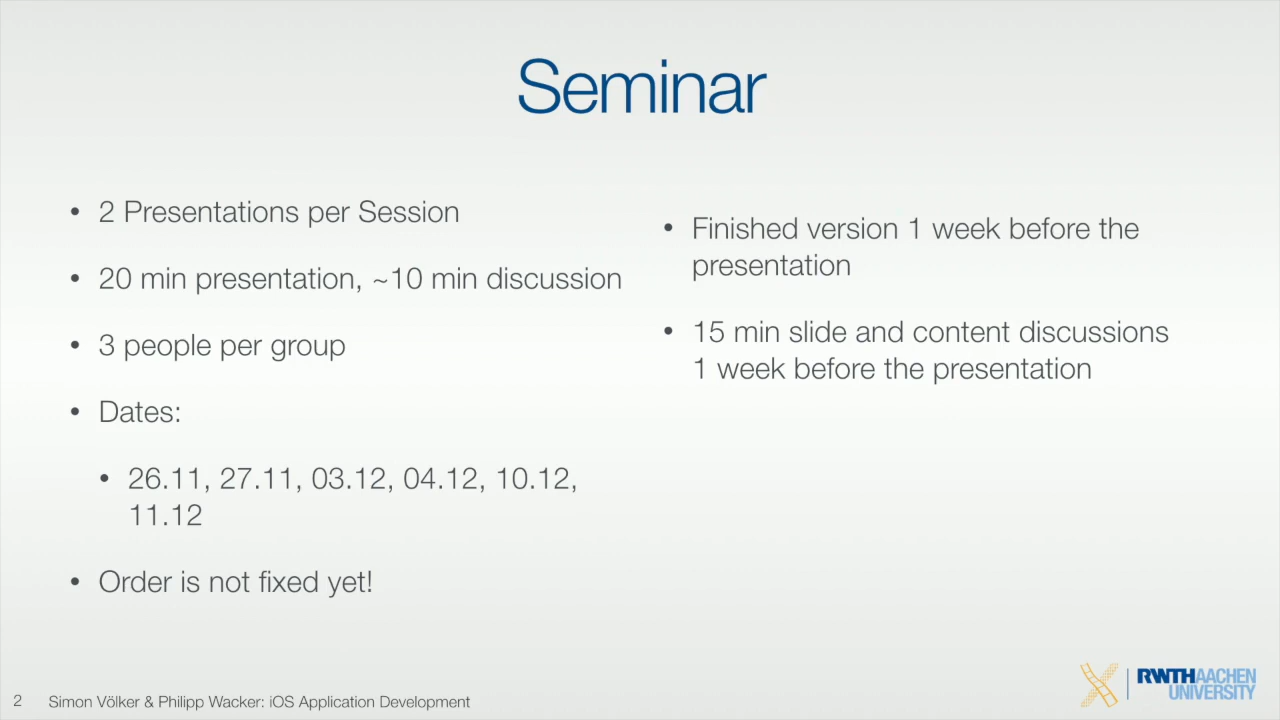 Seminar
• 2 Presentations per Session
• 20 min presentation, ~10 min discussion
• 3 people per group
• Dates:
• 26.11, 27.11, 03.12, 04.12, 10.12,
11.12
• Order is not fixed yet!
• Finished version 1 week before the
presentation
• 15 min slide and content discussions
1 week before the presentation
2 Simon Völker & Philipp Wacker: iOS Application Development
RWTHAACHEN
UNIVERSITY